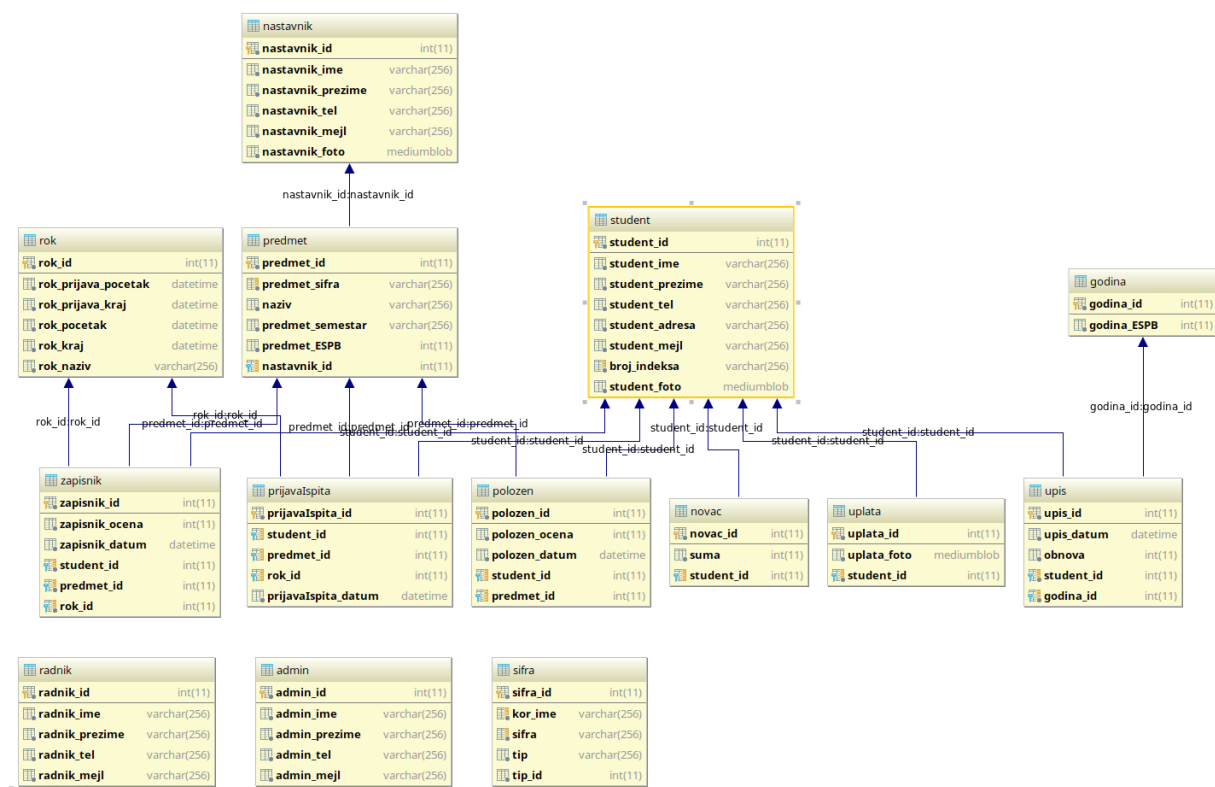 nastavnik
nastavnik_id int(11)
nastavnik_ime varchar(256)
nastavnik_prezime varchar(256)
nastavnik_tel varchar(256)
nastavnik_mejl varchar(256)
nastavnik_foto mediumblob
nastavnik_id:nastavnik_id
rok
rok_id int(11)
rok_prijava_pocetak datetime
rok_prijava_kraj datetime
rok_pocetak datetime
rok_kraj datetime
rok_naziv varchar(256)
predmet
predmet_id int(11)
predmet_sifra varchar(256)
naziv varchar(256)
predmet_semestar varchar(256)
predmet_ESPB int(11)
nastavnik_id int(11)
student
student_id int(11)
student_ime varchar(256)
student_prezime varchar(256)
student_tel varchar(256)
student_adresa varchar(256)
student_mejl varchar(256)
broj_indeksa varchar(256)
student_foto mediumblob
godina
godina_id int(11)
godina_ESPB int(11)
rok_id:rok_id
rok_id:rok_id
predmet_id:predmet_id
predmet_id:predmet_id
predmet_id:predmet_id
student_id:student_id
student_id:student_id
student_id:student_id
student_id:student_id
student_id:student_id
student_id:student_id
godina_id:godina_id
zapisnik
zapisnik_id int(11)
zapisnik_ocena int(11)
zapisnik_datum datetime
student_id int(11)
predmet_id int(11)
rok_id int(11)
prijavaIspita
prijavaIspita_id int(11)
student_id int(11)
predmet_id int(11)
rok_id int(11)
prijavaIspita_datum datetime
polozen
polozen_id int(11)
polozen_ocena int(11)
polozen_datum datetime
student_id int(11)
predmet_id int(11)
novac
novac_id int(11)
suma int(11)
student_id int(11)
uplata
uplata_id int(11)
uplata_foto mediumblob
student_id int(11)
upis
upis_id int(11)
upis_datum datetime
obnova int(11)
student_id int(11)
godina_id int(11)
radnik
radnik_id int(11)
radnik_ime varchar(256)
radnik_prezime varchar(256)
radnik_tel varchar(256)
radnik_mejl varchar(256)
admin
admin_id int(11)
admin_ime varchar(256)
admin_prezime varchar(256)
admin_tel varchar(256)
admin_mejl varchar(256)
sifra
sifra_id int(11)
kor_ime varchar(256)
sifra varchar(256)
tip varchar(256)
tip_id int(11)